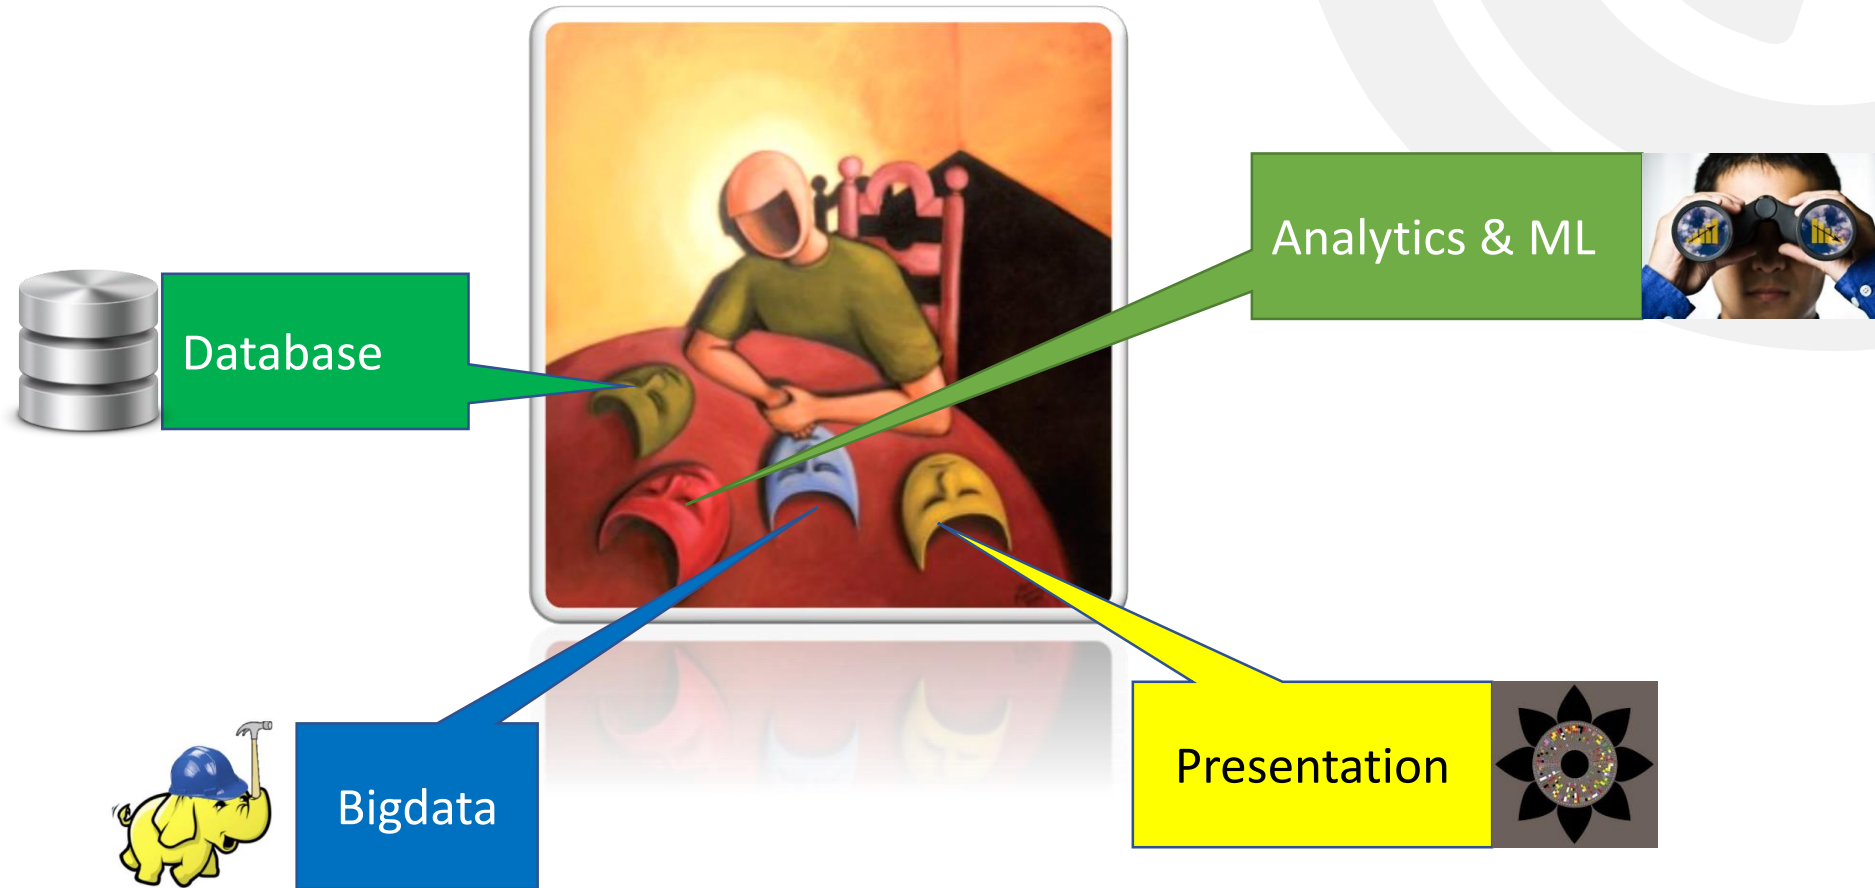 Analytics & ML
Database
Presentation
Bigdata